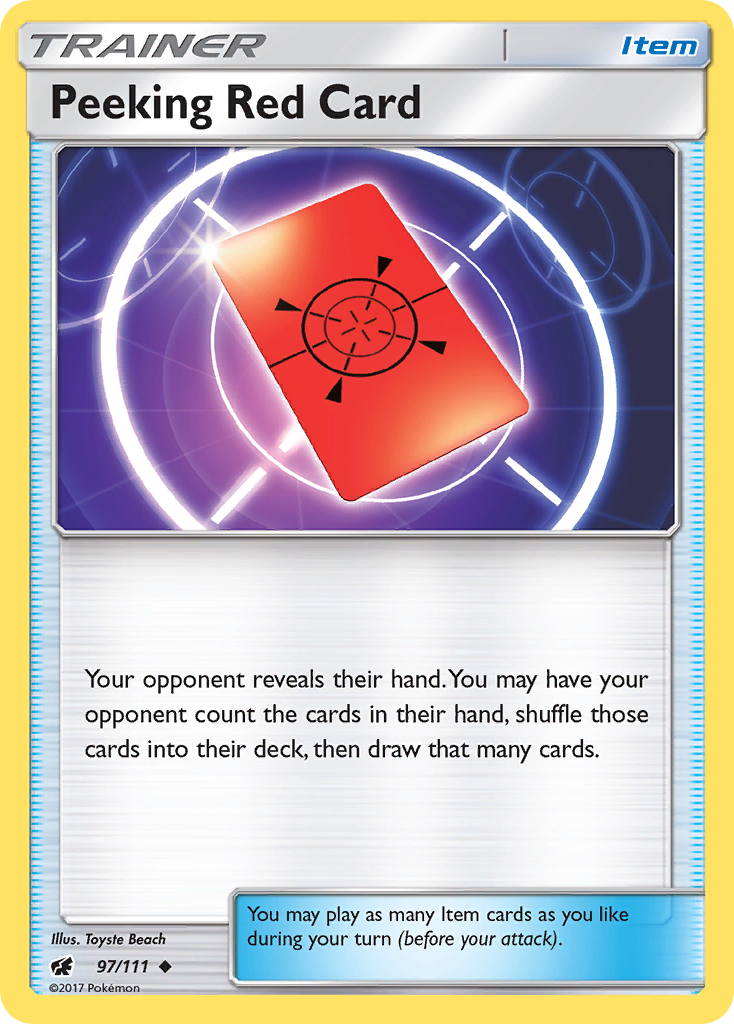 TRAINER
Item
Peeking Red Card
Your opponent reveals their hand. You may have your
opponent count the cards in their hand, shuffle those
cards into their deck, then draw that many cards.
You may play as many Item cards as you like
during your turn (before your attack).
Illus. Toyste Beach
97/111 ◆
©2017 Pokémon